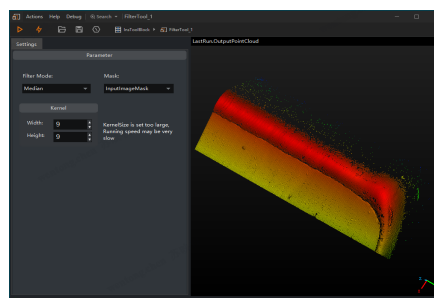 Actions Help Debug Search FilterTool_1
InsToolBlock FilterTool_1
Settings
LastRun.OutputPointCloud
Parameter
Filter Mode: Mask:
Median InputImageMask
Kernel
Width: 9
Height: 9
KernelSize is set too large,
Running speed may be very
slow